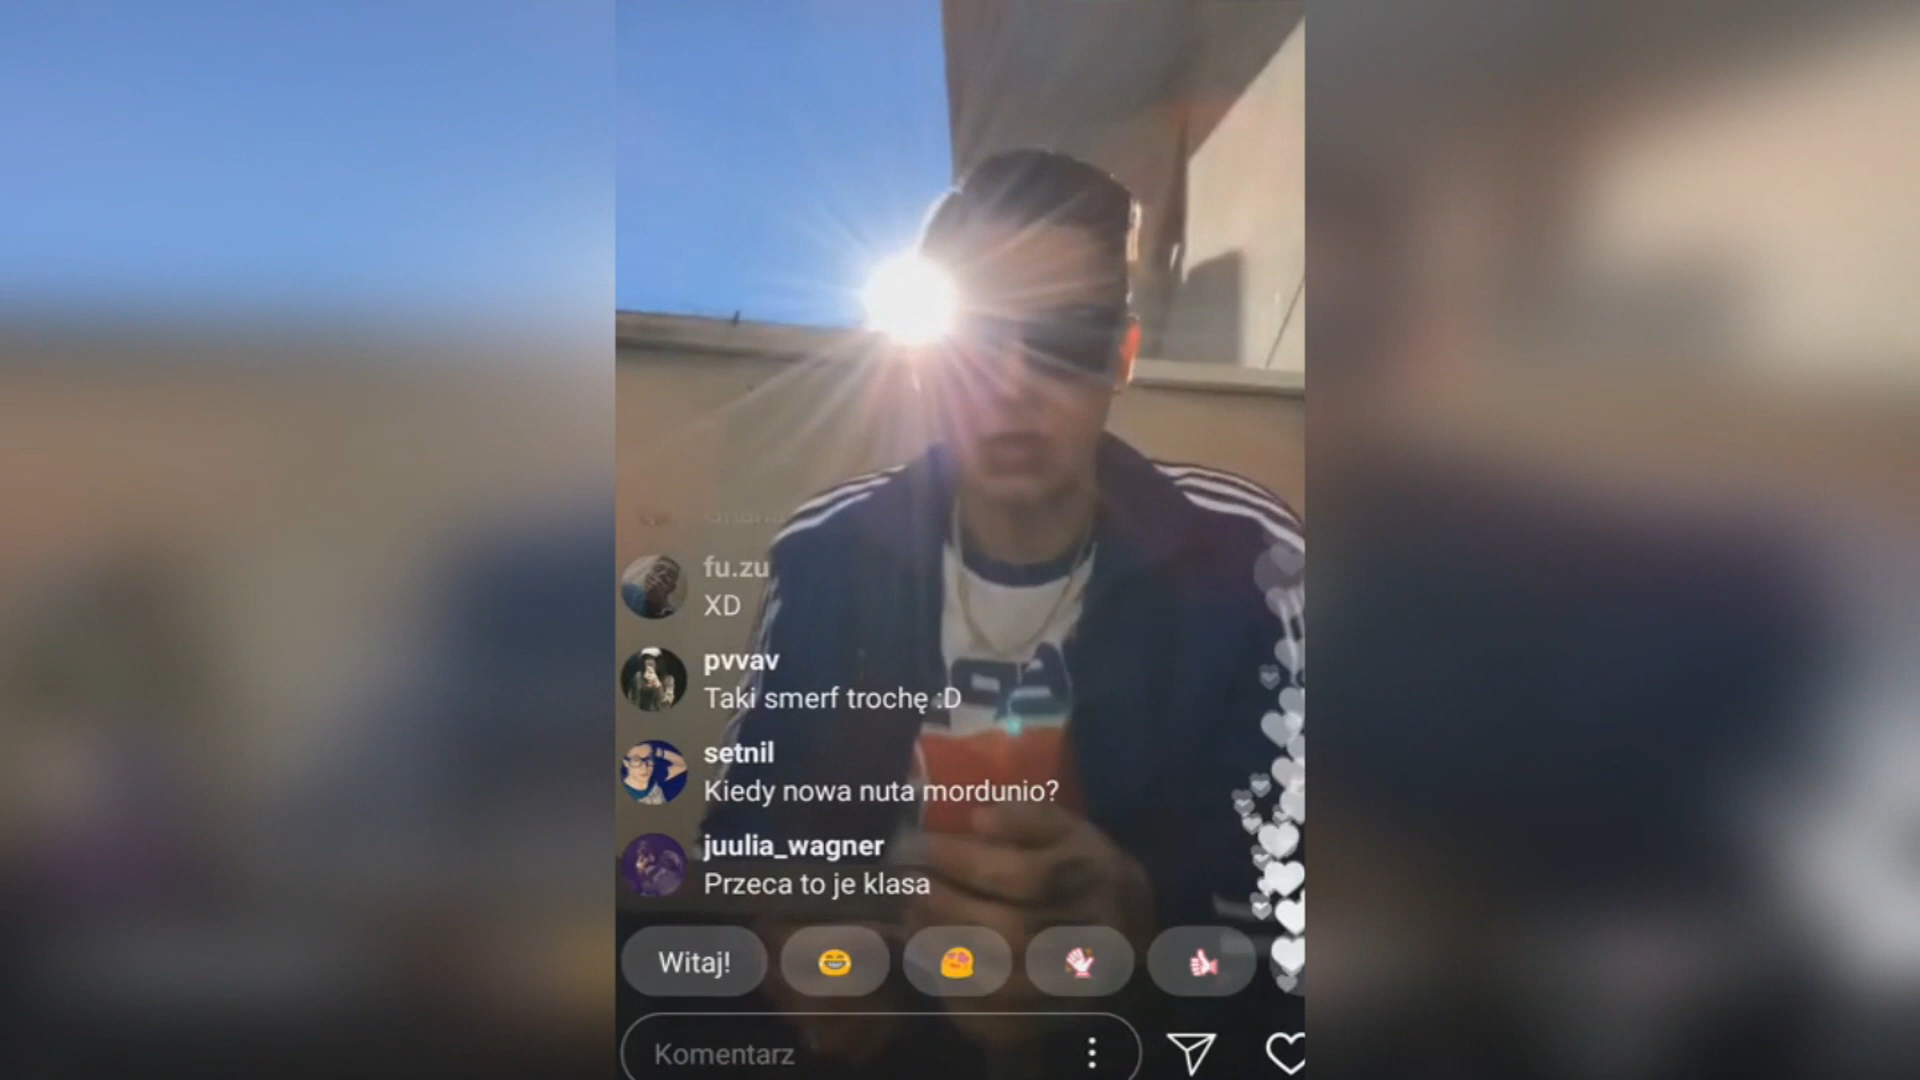 fu.zu
XD
pvvav
Taki smerf trochę :D
setnil
Kiedy nowa nuta mordunio?
juulia_wagner
Przeca to je klasa
Witaj!
Komentarz